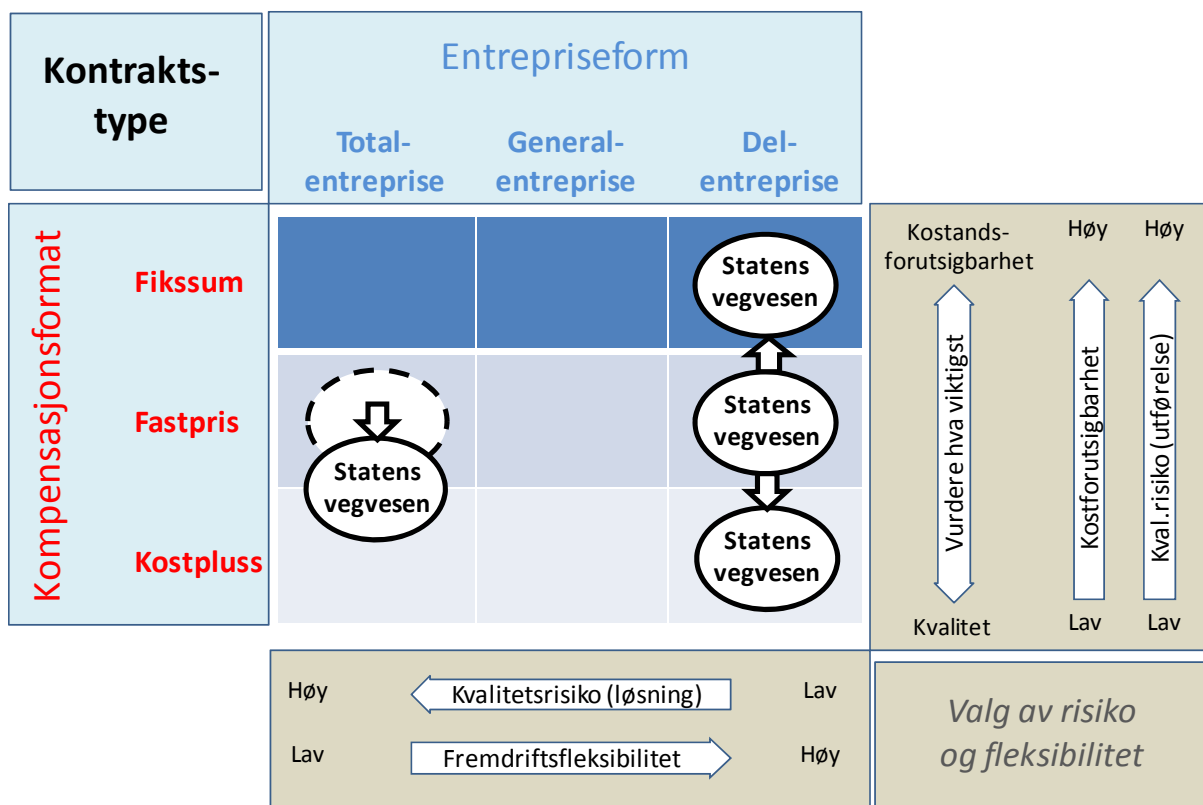 Kontrakts-
type
Entrepriseform
Total-
entreprise
General-
entreprise
Del-
entreprise
Kompensasjonsformat
Fikssum
Fastpris
Kostpluss
Statens
vegvesen
Statens
vegvesen
Statens
vegvesen
Statens
vegvesen
Kostands-
forutsigbarhet
Høy
Høy
Vurdere hva viktigst
Kostforutsigbarhet
Kval.risiko (utførelse)
Kvalitet
Lav
Lav
Høy
Kvalitetsrisiko (løsning)
Lav
Lav
Fremdriftsfleksibilitet
Høy
Valg av risiko
og fleksibilitet